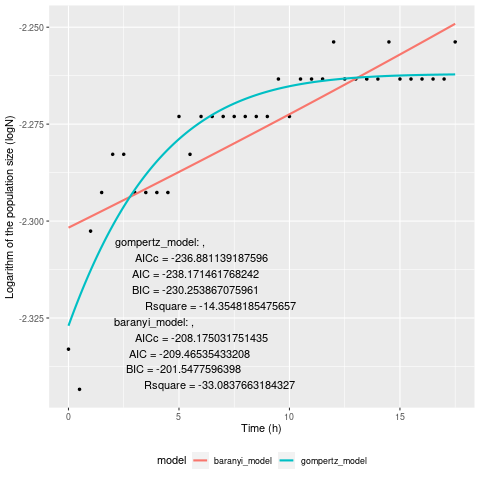 -2.250
-2.275
-2.300
-2.325
Logarithm of the population size (logN)
gompertz_model: ,
AICc = -236.881139187596
AIC = -238.171461768242
BIC = -230.253867075961
Rsquare = -14.3548185475657
baranyi_model: ,
AICc = -208.175031751435
AIC = -209.46535433208
BIC = -201.5477596398
Rsquare = -33.0837663184327
0 5 10 15
Time (h)
model baranyi_model gompertz_model